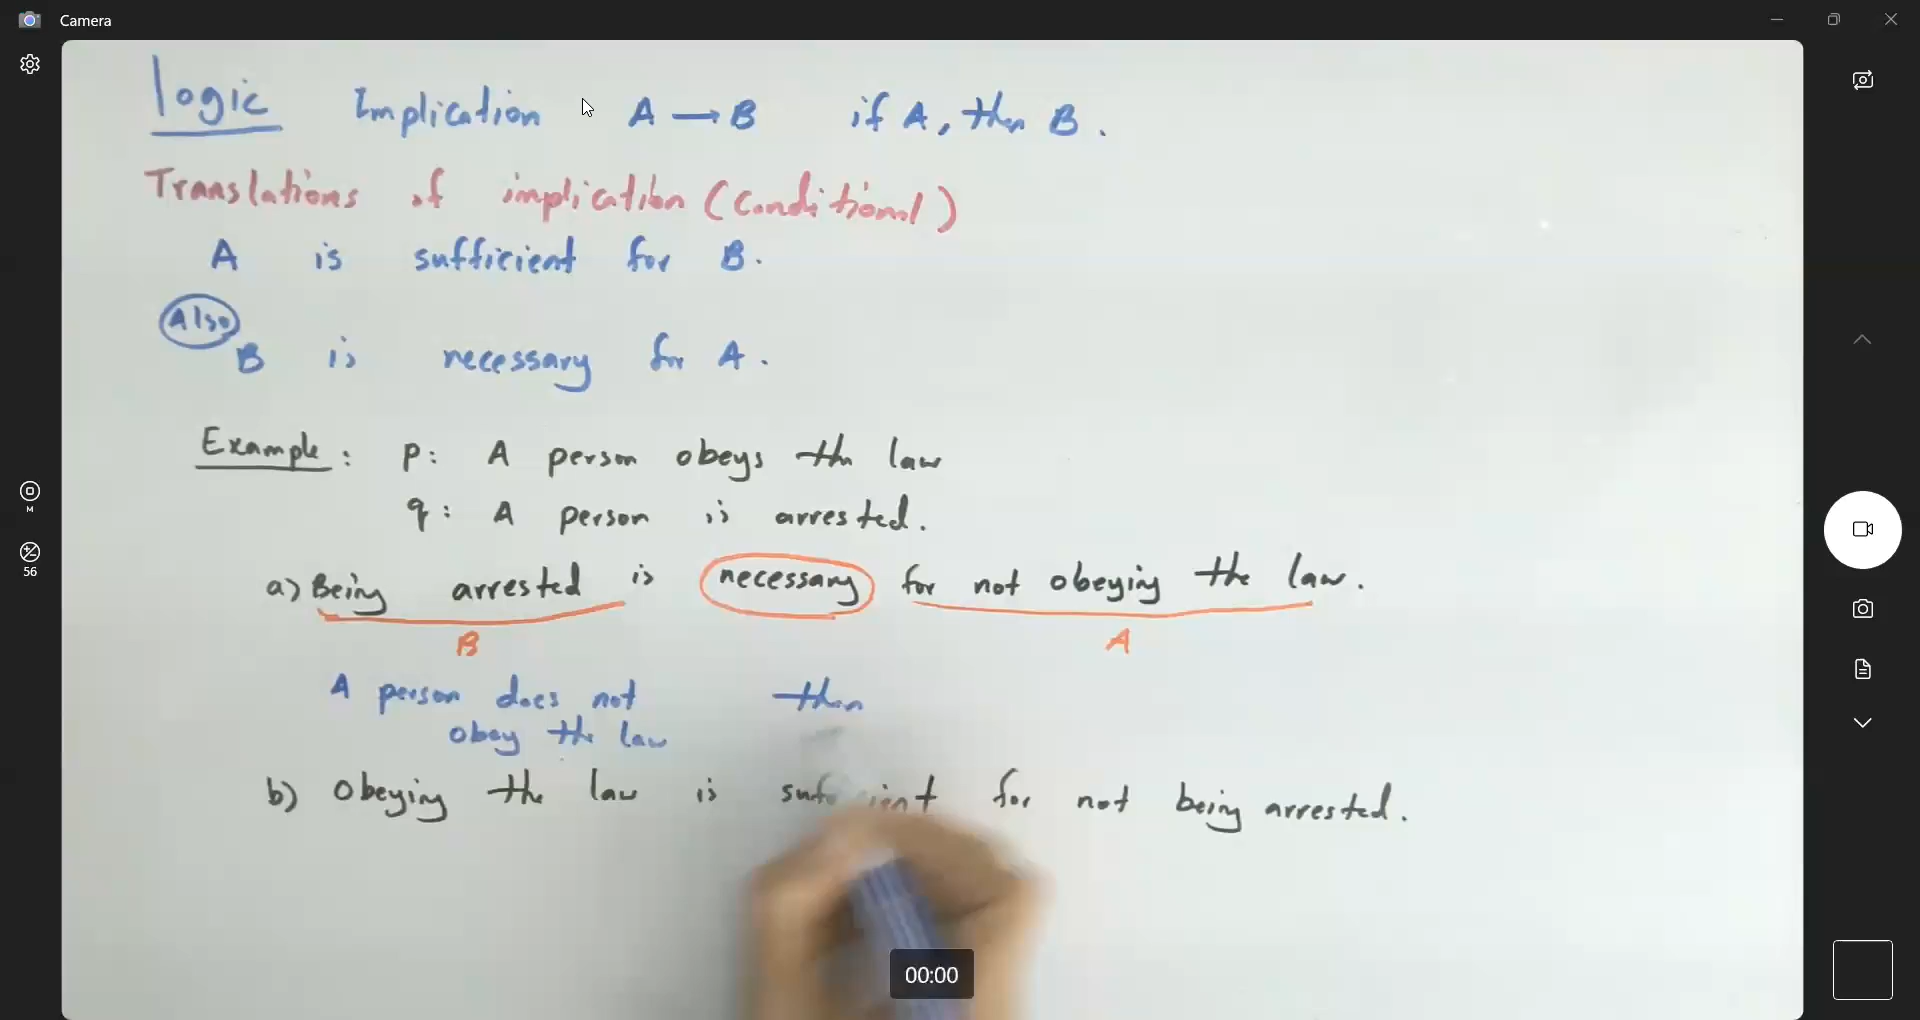 Camera
logic Implication A → B if A, then B.
Translations of implication (conditional)
A is sufficient for B.
Also
B is necessary for A.
Example: p: A person obeys the law
q: A person is arrested.
a) Being arrested is necessary for not obeying the law.
B A
A person does not then
obey the law
b) Obeying the law is sufficient for not being arrested.
M
56
00:00